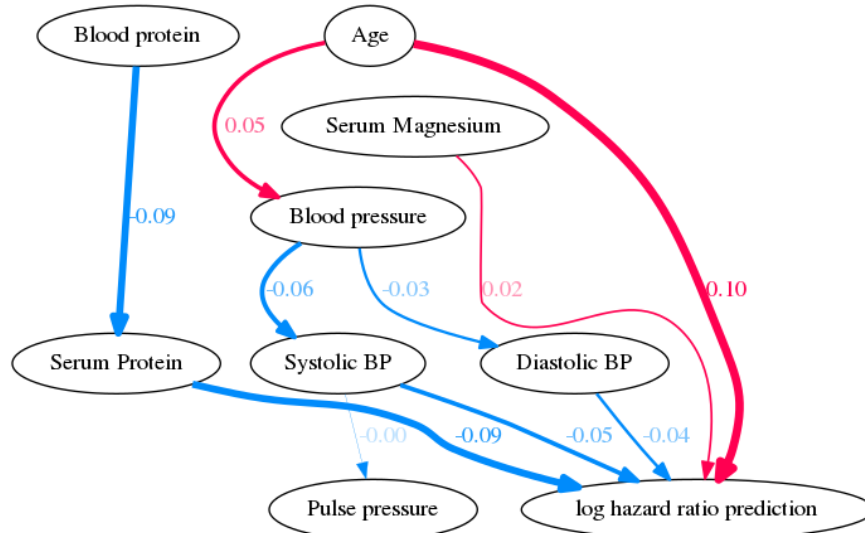 Blood protein
Age
Serum Magnesium
0.05
Blood pressure
-0.09
-0.06
-0.03
0.02
0.10
Serum Protein
Systolic BP
Diastolic BP
-0.00
-0.09
-0.05
-0.04
Pulse pressure
log hazard ratio prediction